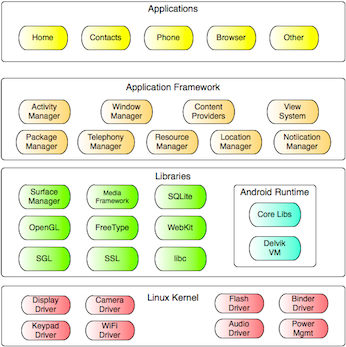 Applications
Home
Contacts
Phone
Browser
Other
Application Framework
Activity
Manager
Window
Manager
Content
Providers
View
System
Package
Manager
Telephony
Manager
Resource
Manager
Location
Manager
Notiication
Manager
Libraries
Surface
Manager
Media
Framework
SQLite
OpenGL
FreeType
WebKit
SGL
SSL
libc
Android Runtime
Core Libs
Delvik
VM
Linux Kernel
Display
Driver
Camera
Driver
Flash
Driver
Binder
Driver
Keypad
Driver
WiFi
Driver
Audio
Driver
Power
Mgmt